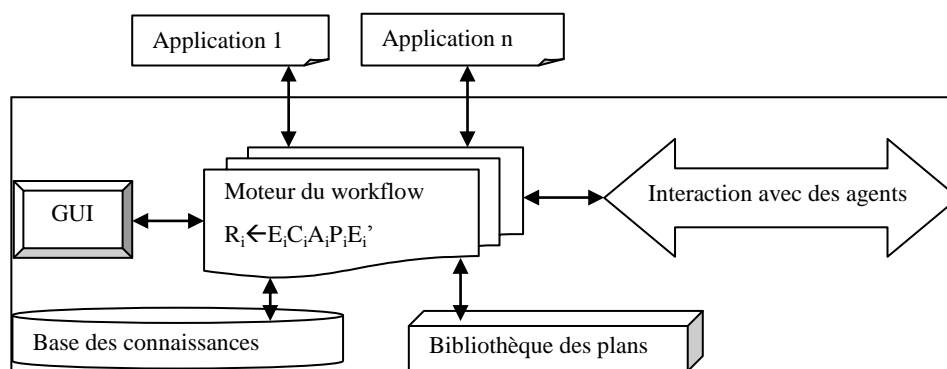 Application 1
Application n
Moteur du workflow
GUI
Interaction avec des agents
Rᵢ←EᵢCᵢAᵢPᵢEᵢ’
Base des connaissances
Bibliothèque des plans